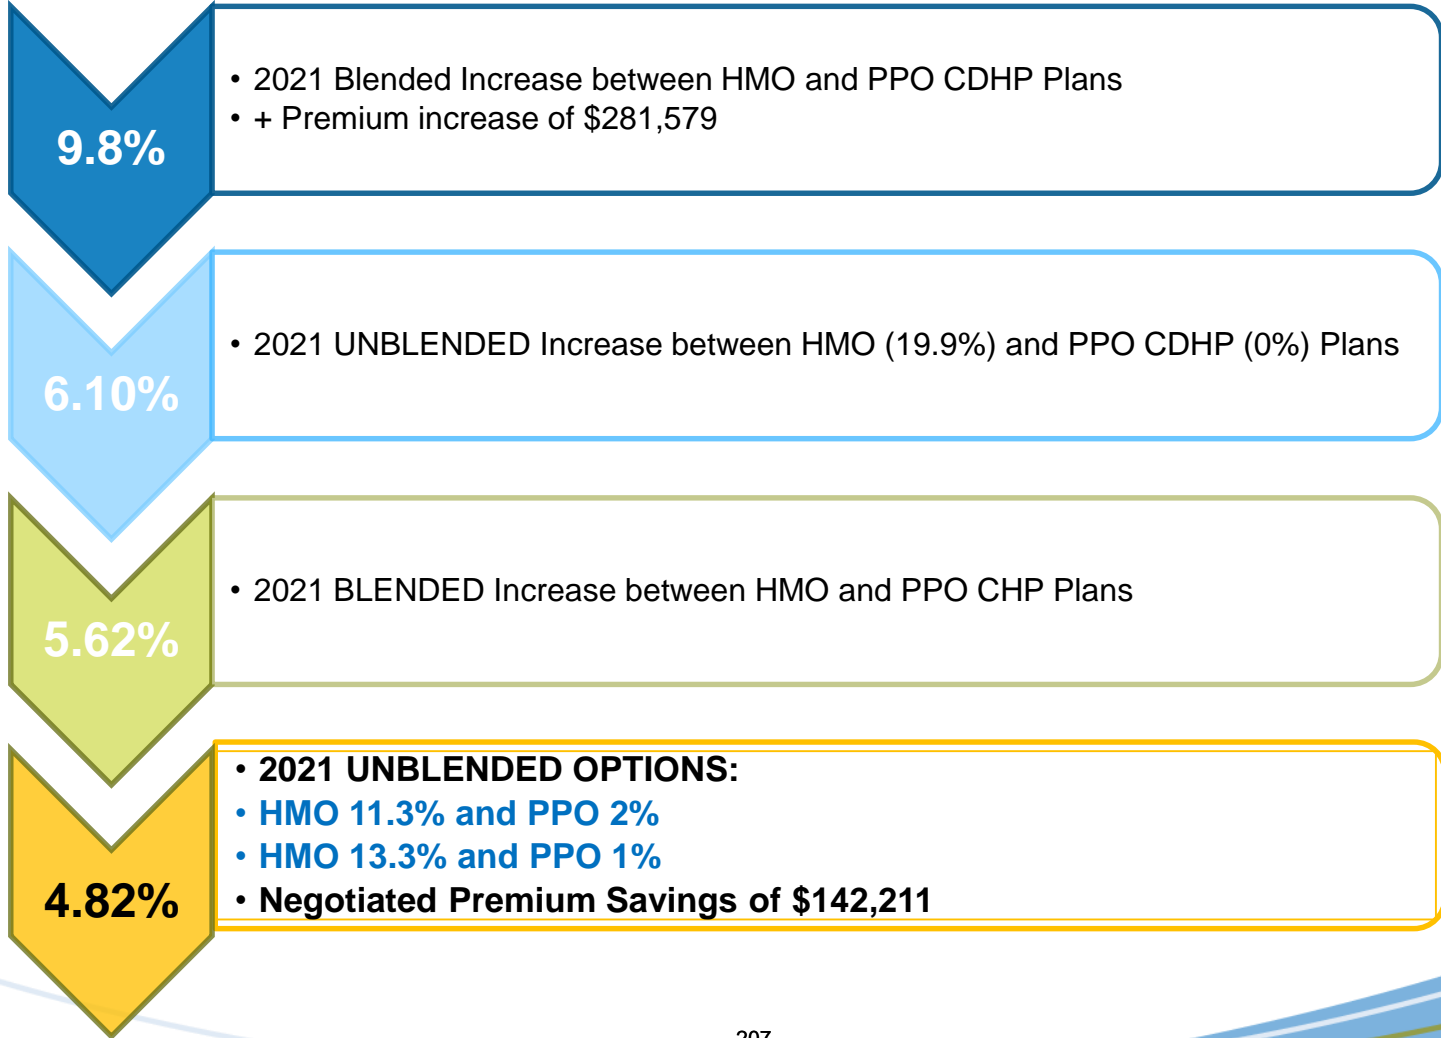 9.8%
• 2021 Blended Increase between HMO and PPO CDHP Plans
• + Premium increase of $281,579
6.10%
• 2021 UNBLENDED Increase between HMO (19.9%) and PPO CDHP (0%) Plans
5.62%
• 2021 BLENDED Increase between HMO and PPO CHP Plans
4.82%
• 2021 UNBLENDED OPTIONS:
• HMO 11.3% and PPO 2%
• HMO 13.3% and PPO 1%
• Negotiated Premium Savings of $142,211
207